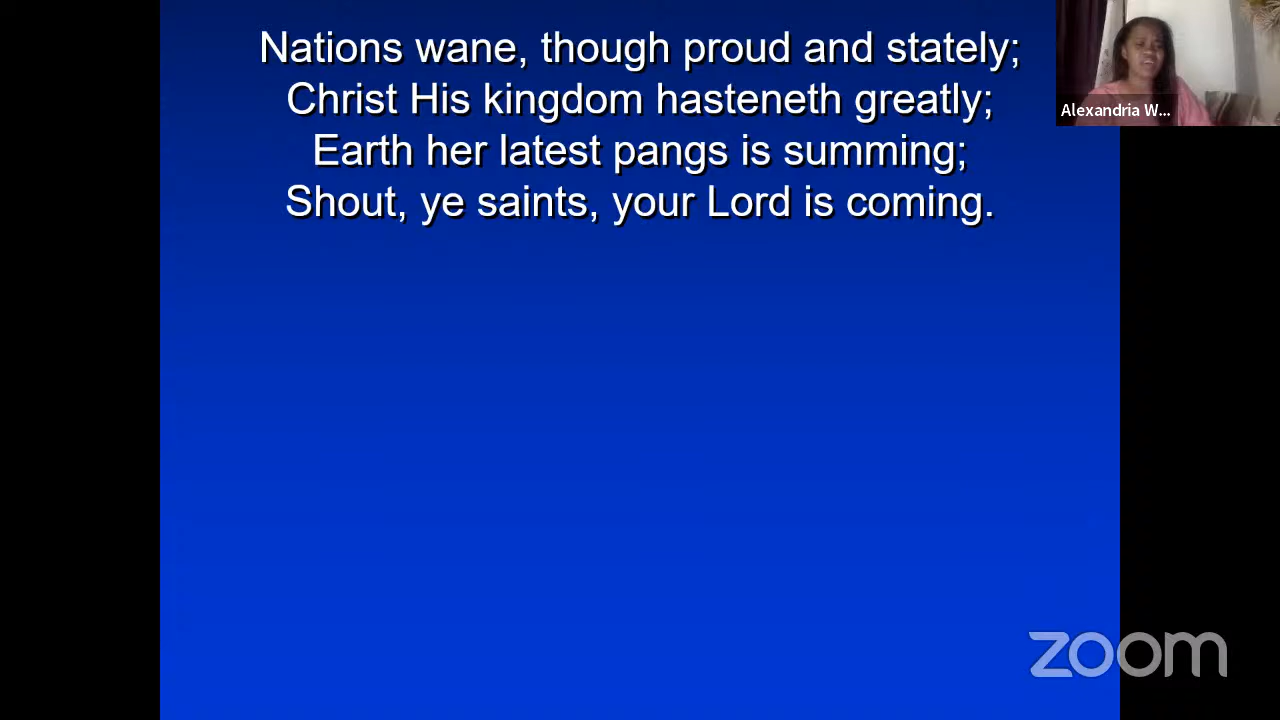 Nations wane, though proud and stately;
Christ His kingdom hasteneth greatly;
Earth her latest pangs is summing;
Shout, ye saints, your Lord is coming.
Alexandria W...
zoom